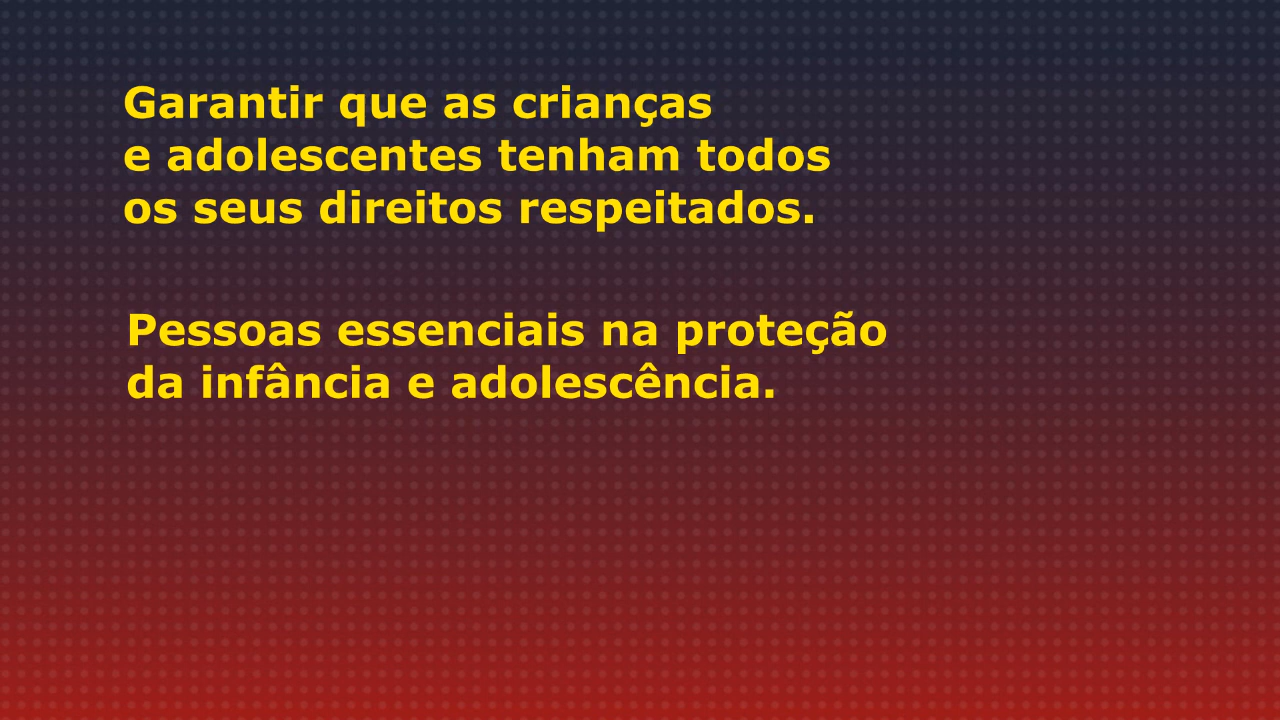 Garantir que as crianças
e adolescentes tenham todos
os seus direitos respeitados.
Pessoas essenciais na proteção
da infância e adolescência.